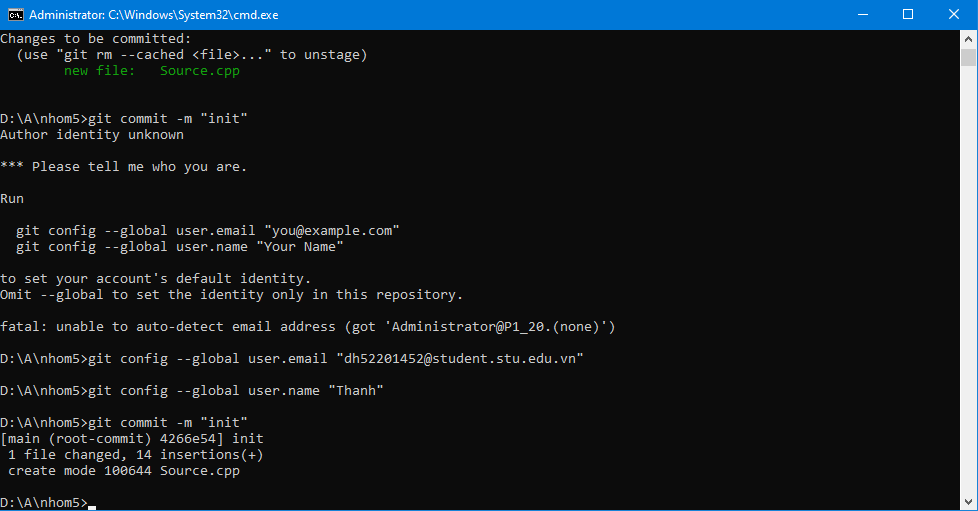 Administrator: C:\Windows\System32\cmd.exe
Changes to be committed:
  (use "git rm --cached <file>..." to unstage)
        new file:   Source.cpp

D:\A\nhom5>git commit -m "init"
Author identity unknown

*** Please tell me who you are.

Run

  git config --global user.email "you@example.com"
  git config --global user.name "Your Name"

to set your account's default identity.
Omit --global to set the identity only in this repository.

fatal: unable to auto-detect email address (got 'Administrator@P1_20.(none)')

D:\A\nhom5>git config --global user.email "dh52201452@student.stu.edu.vn"

D:\A\nhom5>git config --global user.name "Thanh"

D:\A\nhom5>git commit -m "init"
[main (root-commit) 4266e54] init
 1 file changed, 14 insertions(+)
 create mode 100644 Source.cpp

D:\A\nhom5>